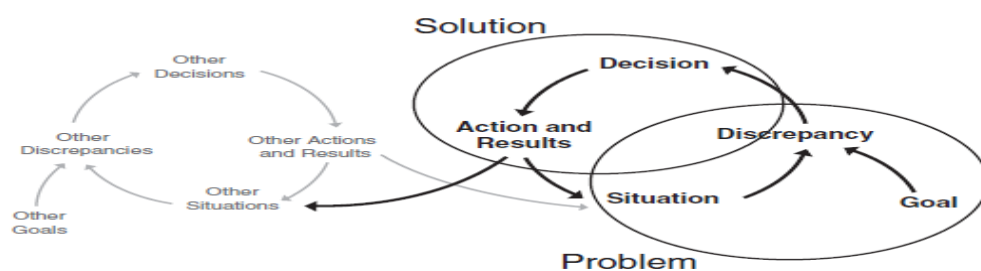 Solution
Other
Decisions
Decision
Other
Discrepancies
Other Actions
and Results
Action and
Results
Discrepancy
Other
Situations
Situation
Goal
Other
Goals
Problem